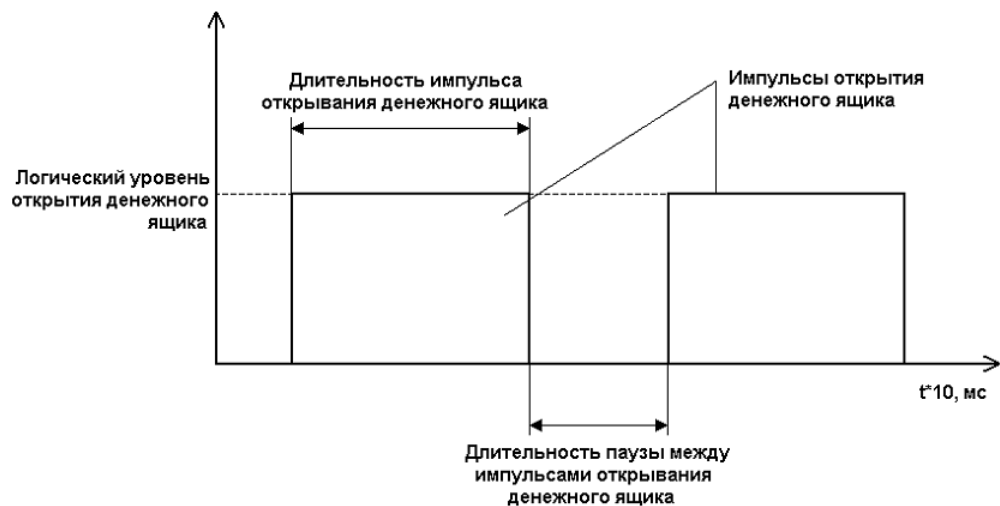 Длительность импульса
открывания денежного ящика
Импульсы открытия
денежного ящика
Логический уровень
открытия денежного
ящика
t*10, мс
Длительность паузы между
импульсами открывания
денежного ящика